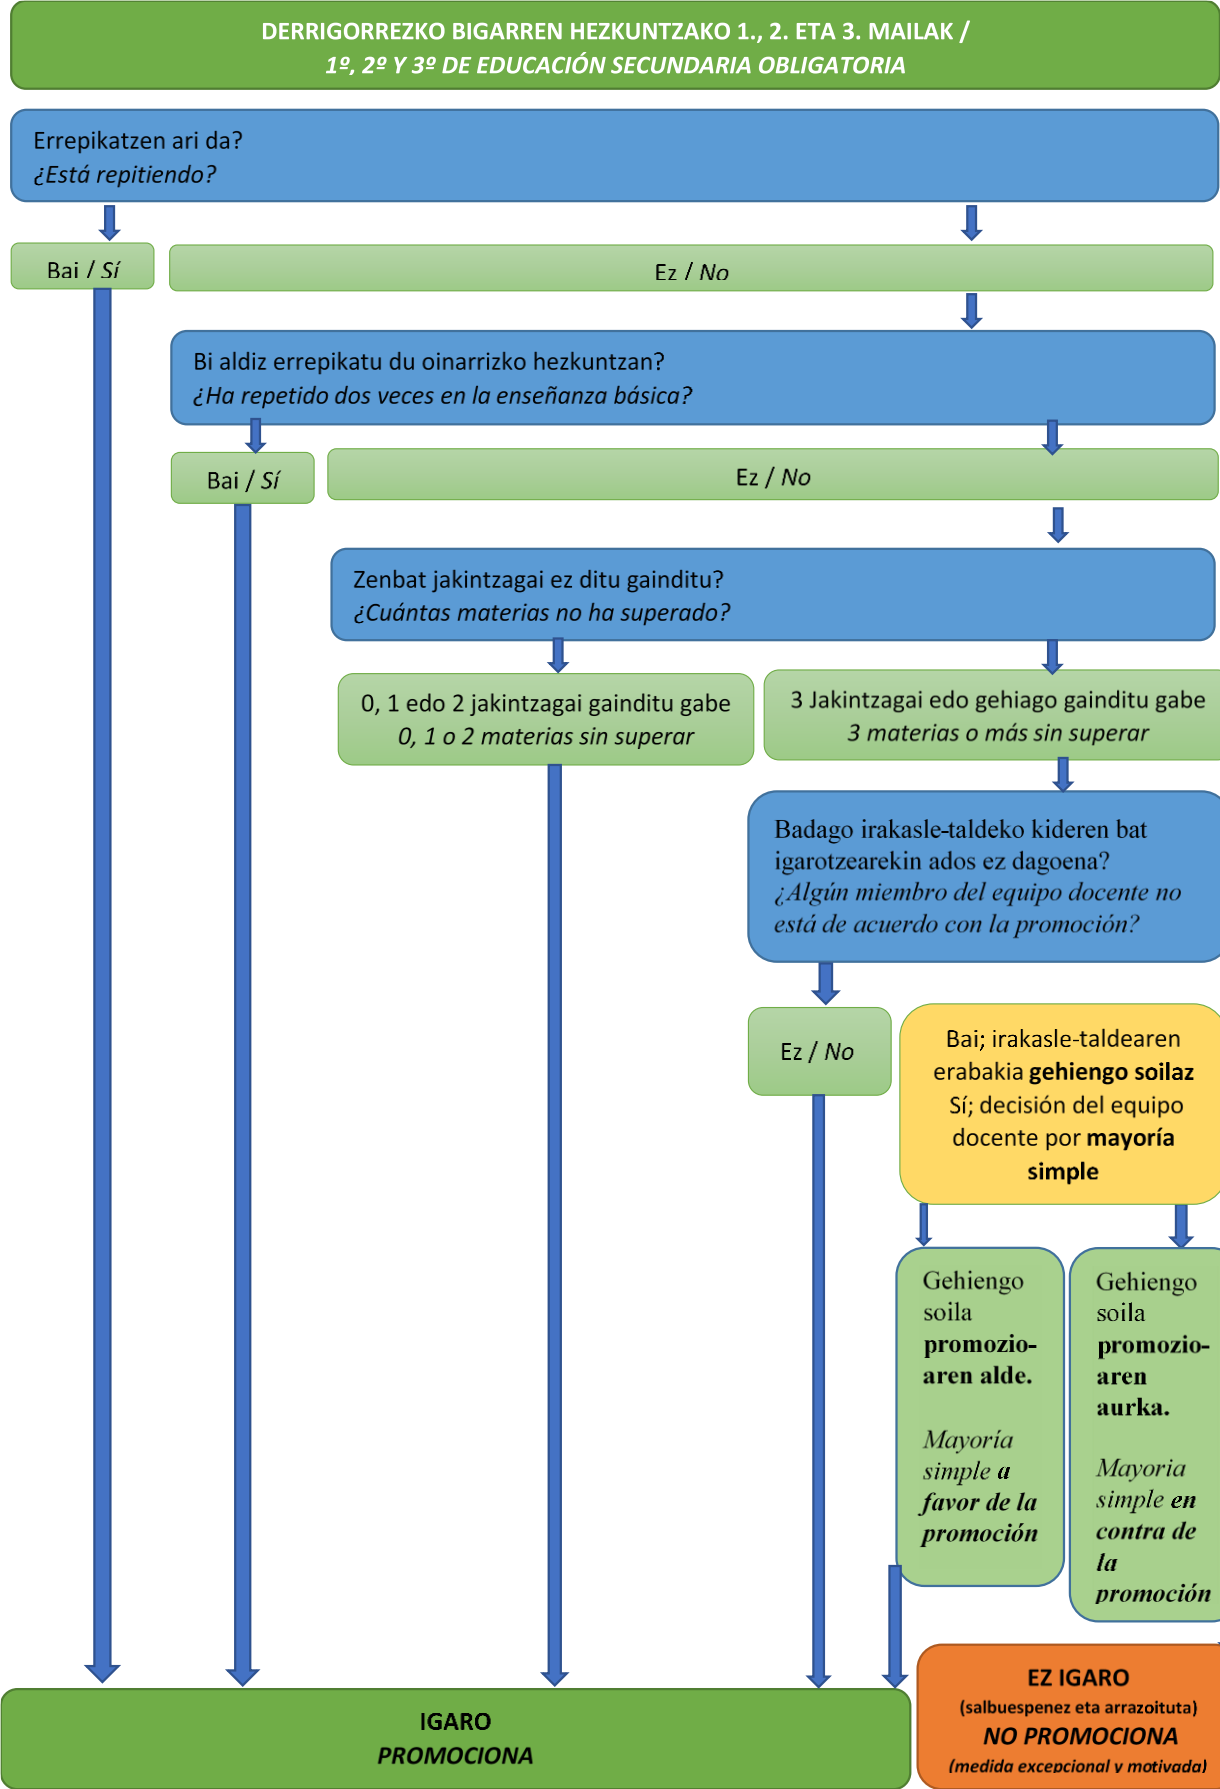 DERRIGORREZKO BIGARREN HEZKUNTZAKO 1., 2. ETA 3. MAILAK /
1º, 2º Y 3º DE EDUCACIÓN SECUNDARIA OBLIGATORIA
Errepikatzen ari da?
¿Está repitiendo?
Bai / Sí
Ez / No
Bi aldiz errepikatu du oinarrizko hezkuntzan?
¿Ha repetido dos veces en la enseñanza básica?
Bai / Sí
Ez / No
Zenbat jakintzagai ez ditu gainditu?
¿Cuántas materias no ha superado?
0, 1 edo 2 jakintzagai gainditu gabe
0, 1 o 2 materias sin superar
3 Jakintzagai edo gehiago gainditu gabe
3 materias o más sin superar
Badago irakasle-taldeko kideren bat
igarotzearekin ados ez dagoena?
¿Algún miembro del equipo docente no
está de acuerdo con la promoción?
Ez / No
Bai; irakasle-taldearen
erabakia gehiengo soilaz
Sí; decisión del equipo
docente por mayoría
simple
Gehiengo
soila
promozio-
aren alde.
Mayoría
simple a
favor de la
promoción
Gehiengo
soila
promozio-
aren
aurka.
Mayoria
simple en
contra de
la
promoción
IGARO
PROMOCIONA
EZ IGARO
(salbuespenez eta arrazoituta)
NO PROMOCIONA
(medida excepcional y motivada)